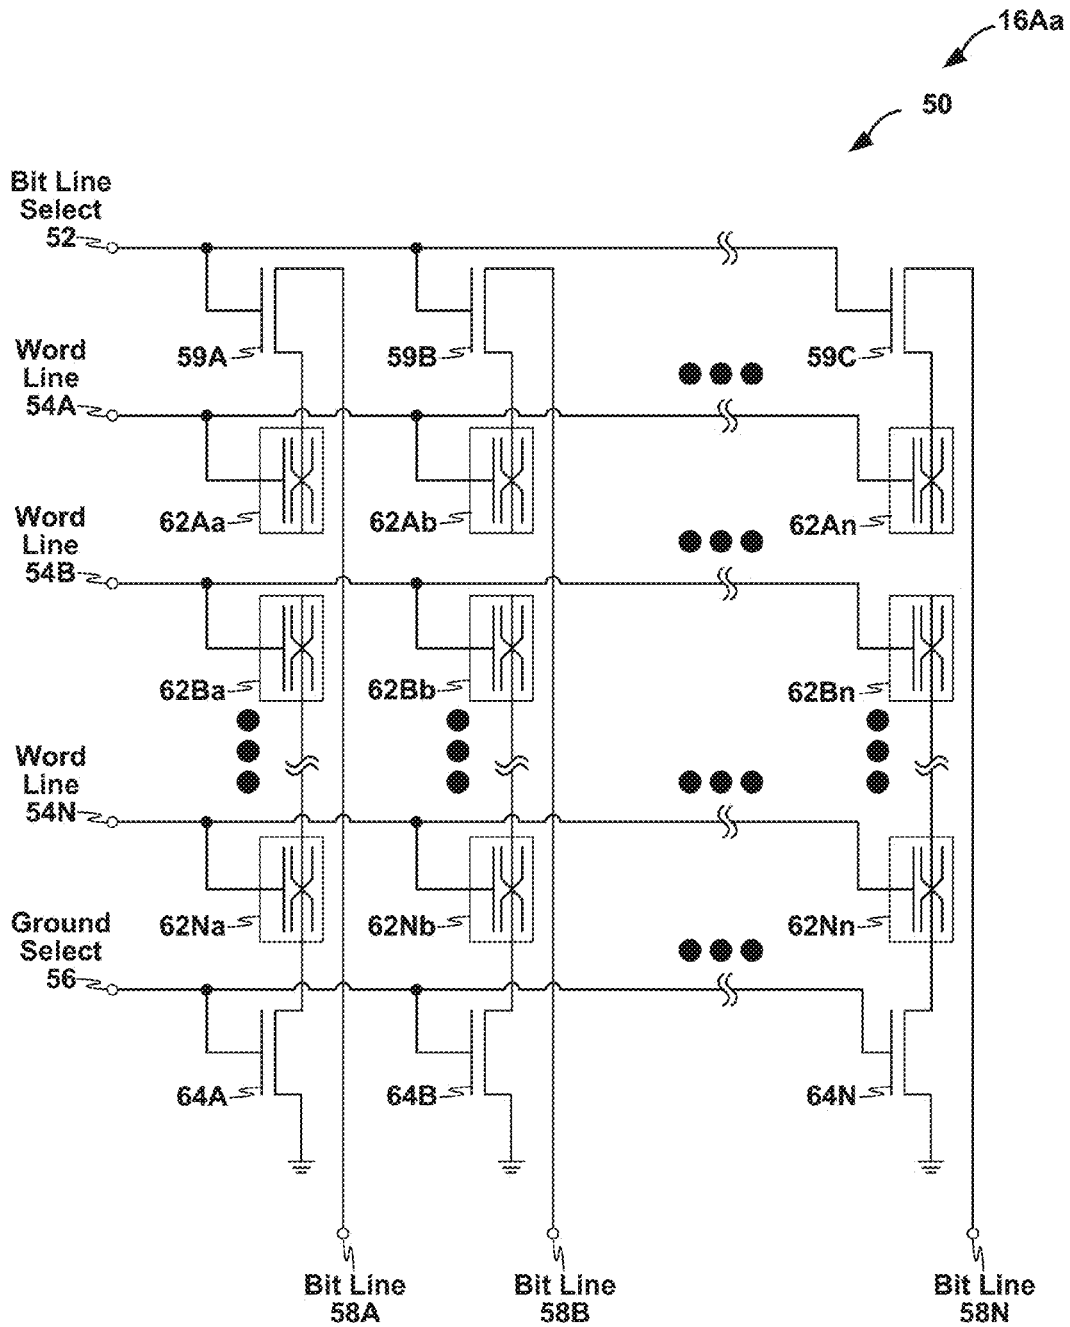 16Aa
50
Bit Line
Select
52
59A
59B
59C
Word
Line
54A
62Aa
62Ab
62An
Word
Line
54B
62Ba
62Bb
62Bn
Word
Line
54N
62Na
62Nb
62Nn
Ground
Select
56
64A
64B
64N
Bit Line
58A
Bit Line
58B
Bit Line
58N